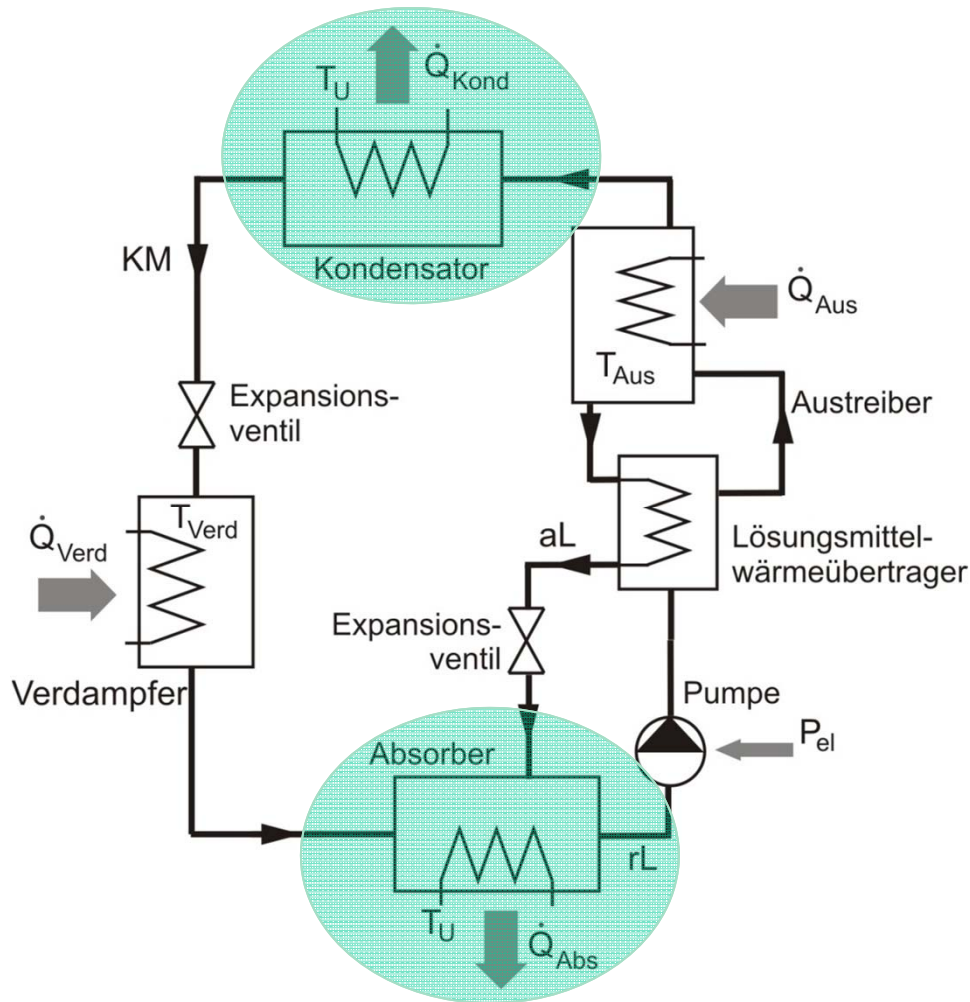 T_U
Q̇_Kond
KM
Kondensator
Q̇_Aus
T_Aus
Expansions-
ventil
Austreiber
T_Verd
Q̇_Verd
aL
Lösungsmittel-
wärmeübertrager
Expansions-
ventil
Verdampfer
Pumpe
P_el
Absorber
rL
T_U
Q̇_Abs